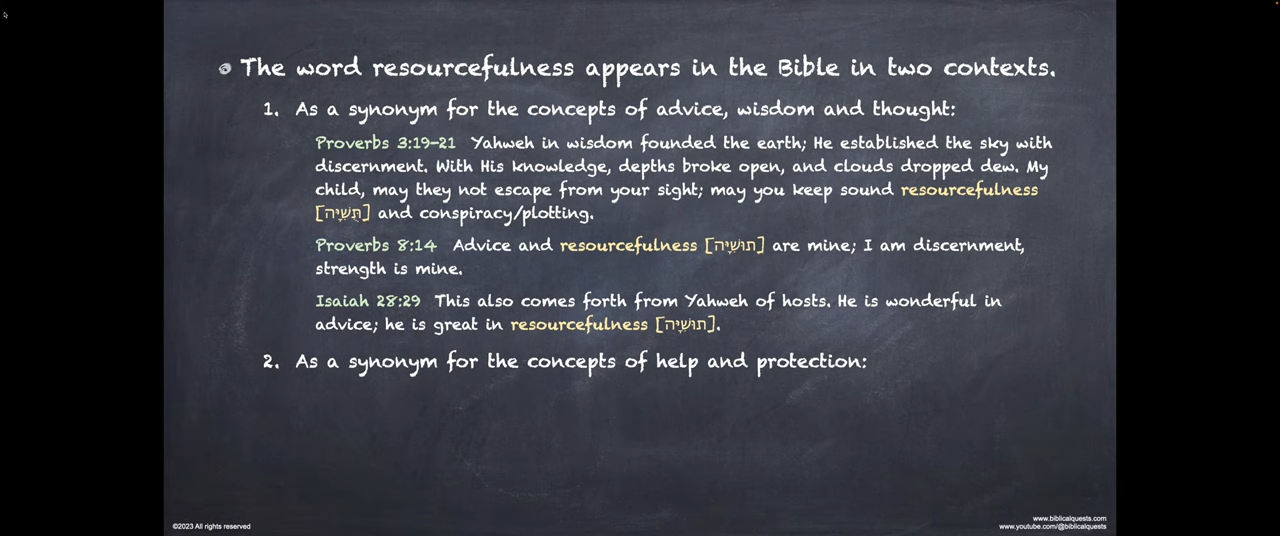 The word resourcefulness appears in the Bible in two contexts.
1. As a synonym for the concepts of advice, wisdom and thought:
Proverbs 3:19-21 Yahweh in wisdom founded the earth; He established the sky with
discernment. With His knowledge, depths broke open, and clouds dropped dew. My
child, may they not escape from your sight; may you keep sound resourcefulness
[תֻּשִׁיָּה] and conspiracy/plotting.
Proverbs 8:14 Advice and resourcefulness [תּוּשִׁיָּה] are mine; I am discernment,
strength is mine.
Isaiah 28:29 This also comes forth from Yahweh of hosts. He is wonderful in
advice; he is great in resourcefulness [תּוּשִׁיָּה].
2. As a synonym for the concepts of help and protection:
©2023 All rights reserved
www.biblicalquests.com
www.youtube.com/@biblicalquests